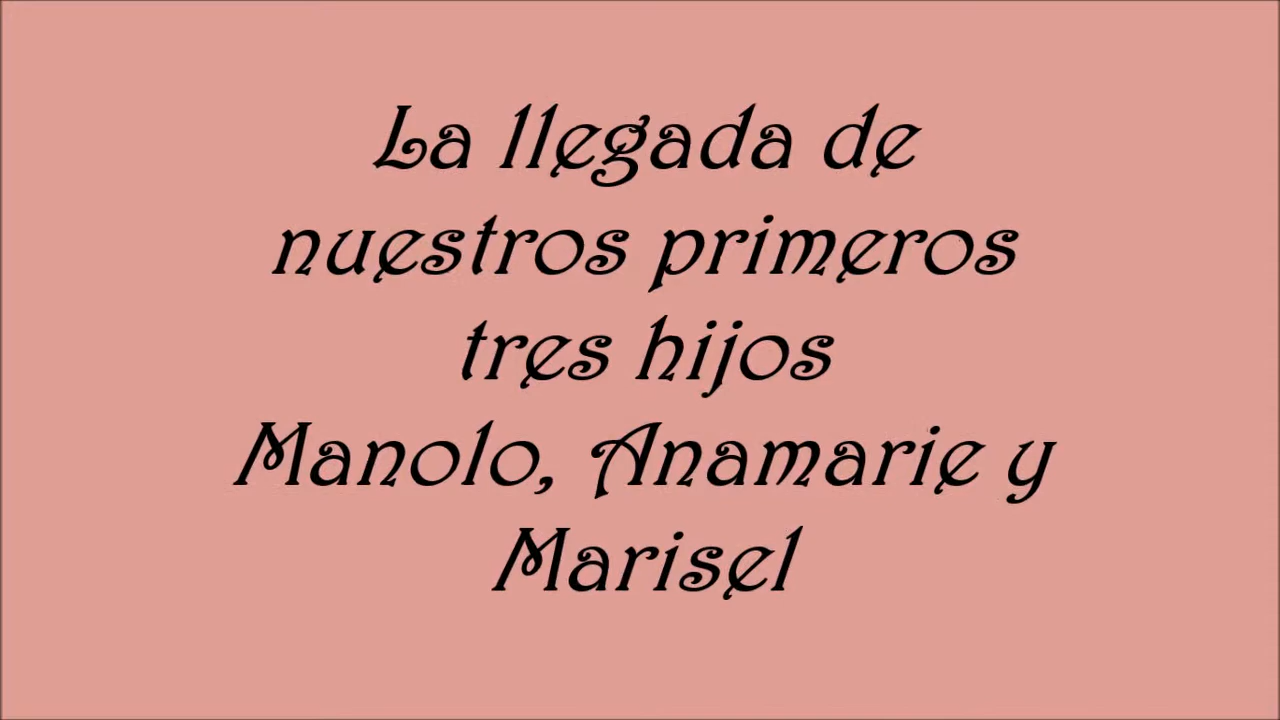 La llegada de
nuestros primeros
tres hijos
Manolo, Anamarie y
Marisel